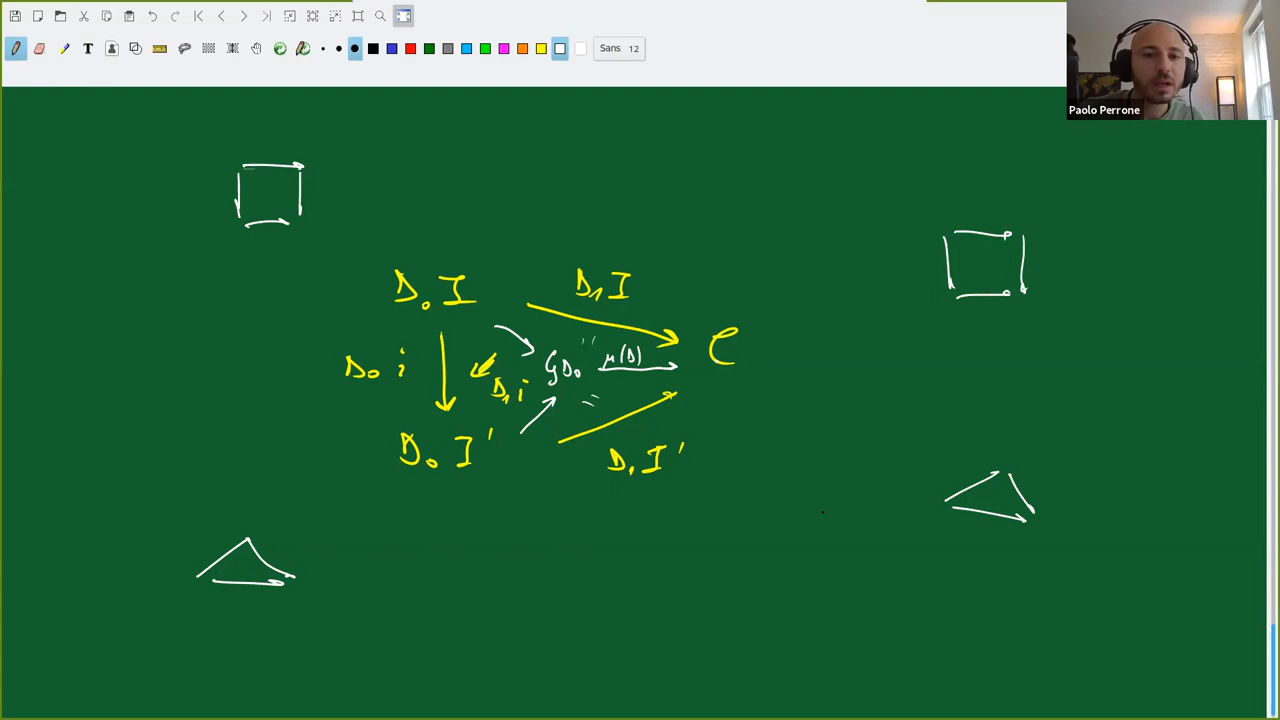 Sans 12
Paolo Perrone
D₀ I
D₁ I
D₀ i
D₁ i
∫D₀
μ(D)
C
D₀ I'
D₁ I'